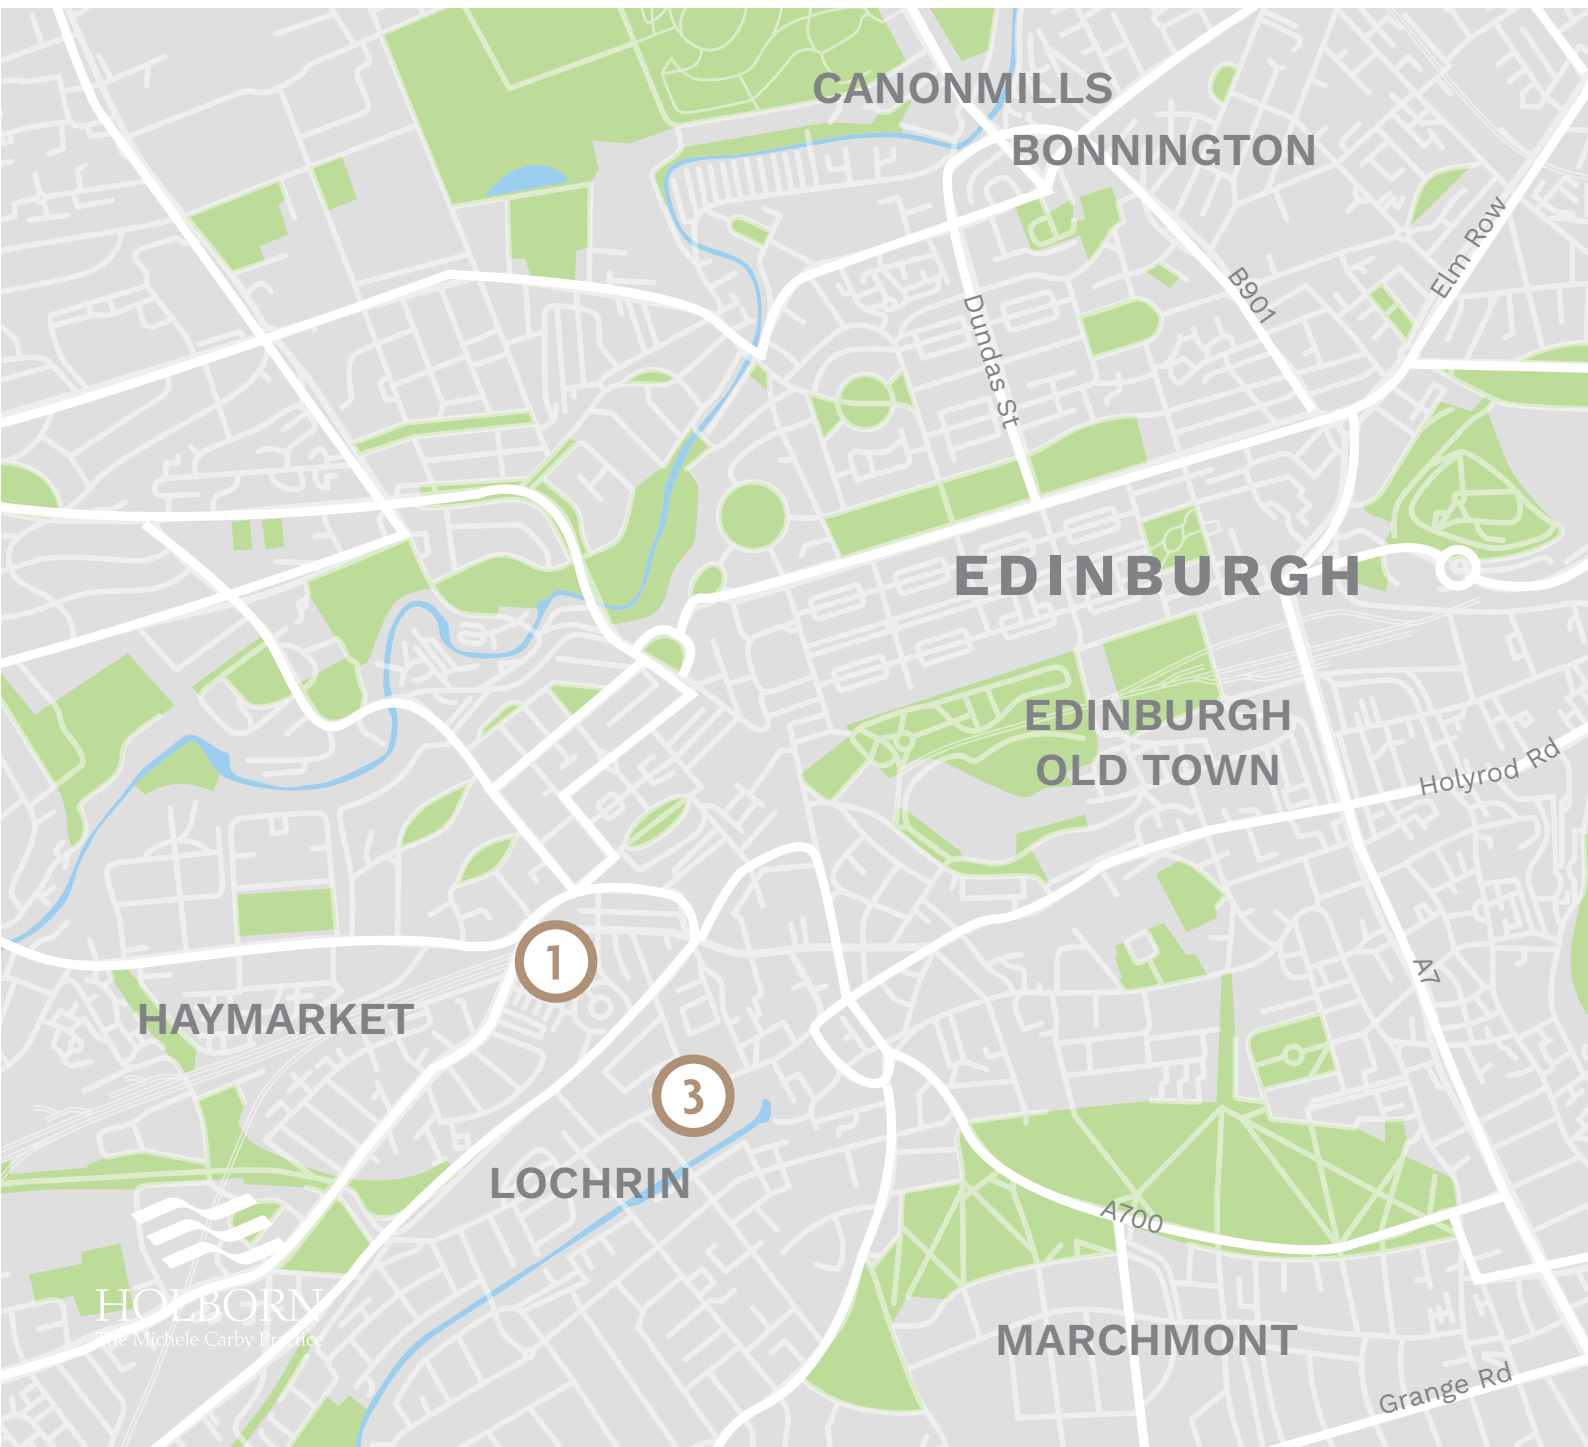 CANONMILLS
BONNINGTON
Elm Row
B901
Dundas St
EDINBURGH
EDINBURGH
OLD TOWN
Holyrod Rd
1
A7
HAYMARKET
3
LOCHRIN
A700
HOLBORN
The Michele Carby Practice
MARCHMONT
Grange Rd